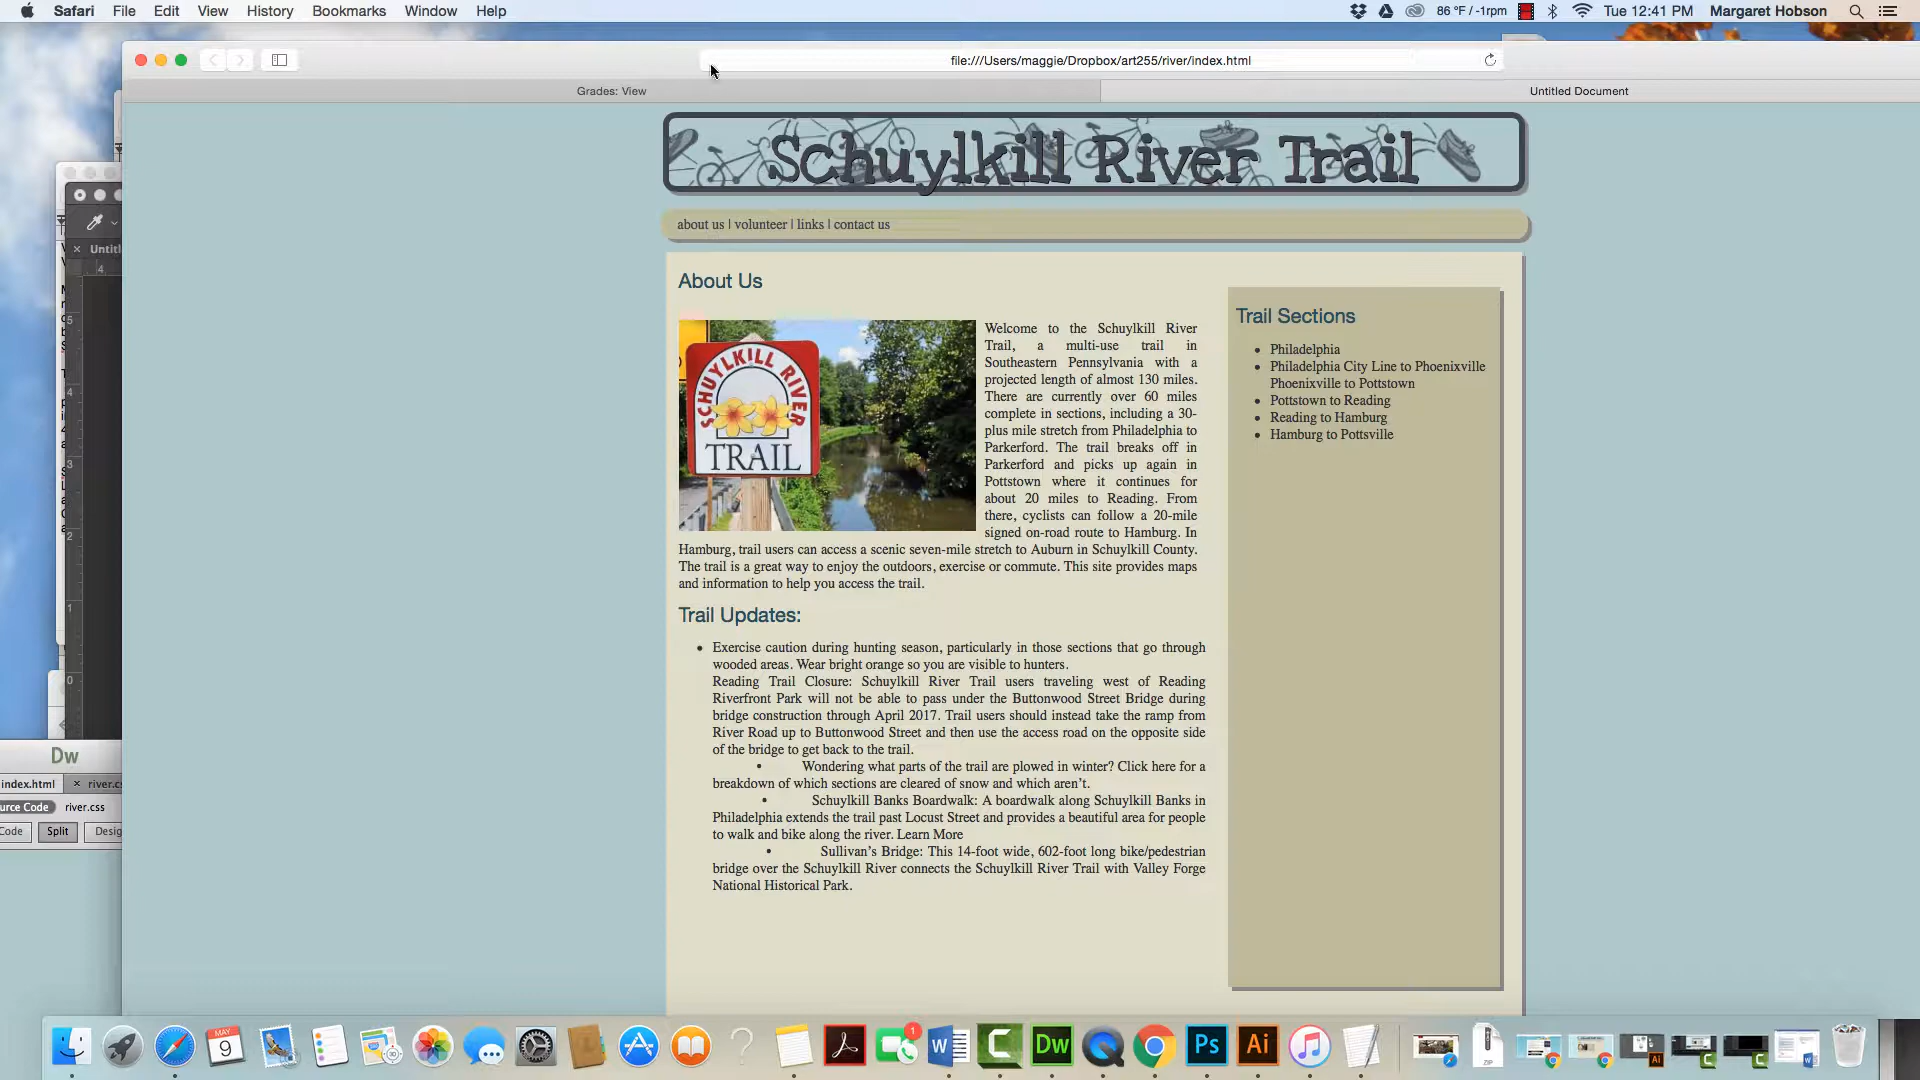 Safari File Edit View History Bookmarks Window Help 86 °F / -1rpm Tue 12:41 PM Margaret Hobson
file:///Users/maggie/Dropbox/art255/river/index.html
Grades: View Untitled Document
Schuylkill River Trail
about us | volunteer | links | contact us
About Us
SCHUYLKILL RIVER
TRAIL
Welcome to the Schuylkill River
Trail, a multi-use trail in
Southeastern Pennsylvania with a
projected length of almost 130 miles.
There are currently over 60 miles
complete in sections, including a 30-
plus mile stretch from Philadelphia to
Parkerford. The trail breaks off in
Parkerford and picks up again in
Pottstown where it continues for
about 20 miles to Reading. From
there, cyclists can follow a 20-mile
signed on-road route to Hamburg. In
Hamburg, trail users can access a scenic seven-mile stretch to Auburn in Schuylkill County.
The trail is a great way to enjoy the outdoors, exercise or commute. This site provides maps
and information to help you access the trail.
Trail Updates:
• Exercise caution during hunting season, particularly in those sections that go through
wooded areas. Wear bright orange so you are visible to hunters.
Reading Trail Closure: Schuylkill River Trail users traveling west of Reading
Riverfront Park will not be able to pass under the Buttonwood Street Bridge during
bridge construction through April 2017. Trail users should instead take the ramp from
River Road up to Buttonwood Street and then use the access road on the opposite side
of the bridge to get back to the trail.
• Wondering what parts of the trail are plowed in winter? Click here for a
breakdown of which sections are cleared of snow and which aren't.
• Schuylkill Banks Boardwalk: A boardwalk along Schuylkill Banks in
Philadelphia extends the trail past Locust Street and provides a beautiful area for people
to walk and bike along the river. Learn More
• Sullivan's Bridge: This 14-foot wide, 602-foot long bike/pedestrian
bridge over the Schuylkill River connects the Schuylkill River Trail with Valley Forge
National Historical Park.
Trail Sections
• Philadelphia
• Philadelphia City Line to Phoenixville
Phoenixville to Pottstown
• Pottstown to Reading
• Reading to Hamburg
• Hamburg to Pottsville
Untitl
4
5
4
3
2
1
0
Dw
index.html × river.cs
urce Code river.css
Code Split Desig
MAY
9
1
W
C
Dw
Ps
Ai
ZIP